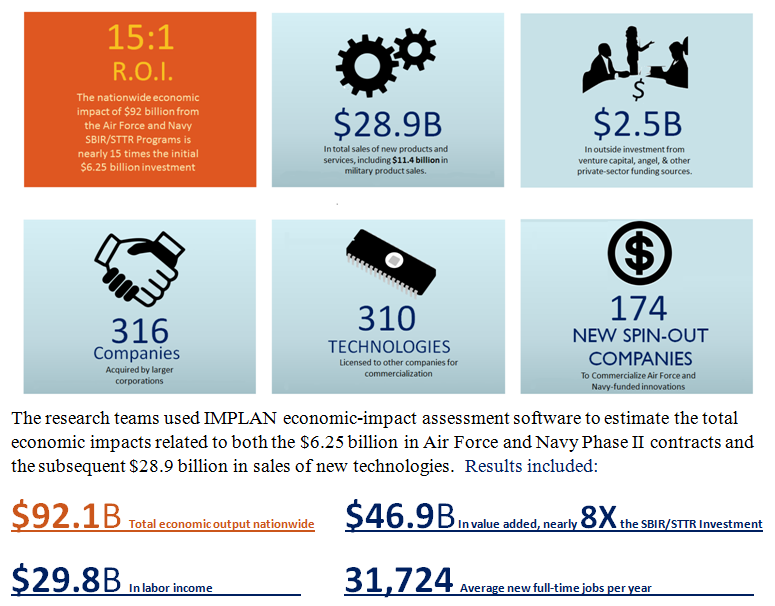 15:1
R.O.I.
The nationwide economic
impact of $92 billion from
the Air Force and Navy
SBIR/STTR Programs is
nearly 15 times the initial
$6.25 billion investment
$28.9B
In total sales of new products and
services, including $11.4 billion in
military product sales.
$
$2.5B
In outside investment from
venture capital, angel, & other
private-sector funding sources.
316
Companies
Acquired by larger
corporations
310
TECHNOLOGIES
Licensed to other companies for
commercialization
$
174
NEW SPIN-OUT
COMPANIES
To Commercialize Air Force and
Navy-funded innovations
The research teams used IMPLAN economic-impact assessment software to estimate the total
economic impacts related to both the $6.25 billion in Air Force and Navy Phase II contracts and
the subsequent $28.9 billion in sales of new technologies. Results included:
$92.1B Total economic output nationwide
$46.9B In value added, nearly 8X the SBIR/STTR Investment
$29.8B In labor income
31,724 Average new full-time jobs per year